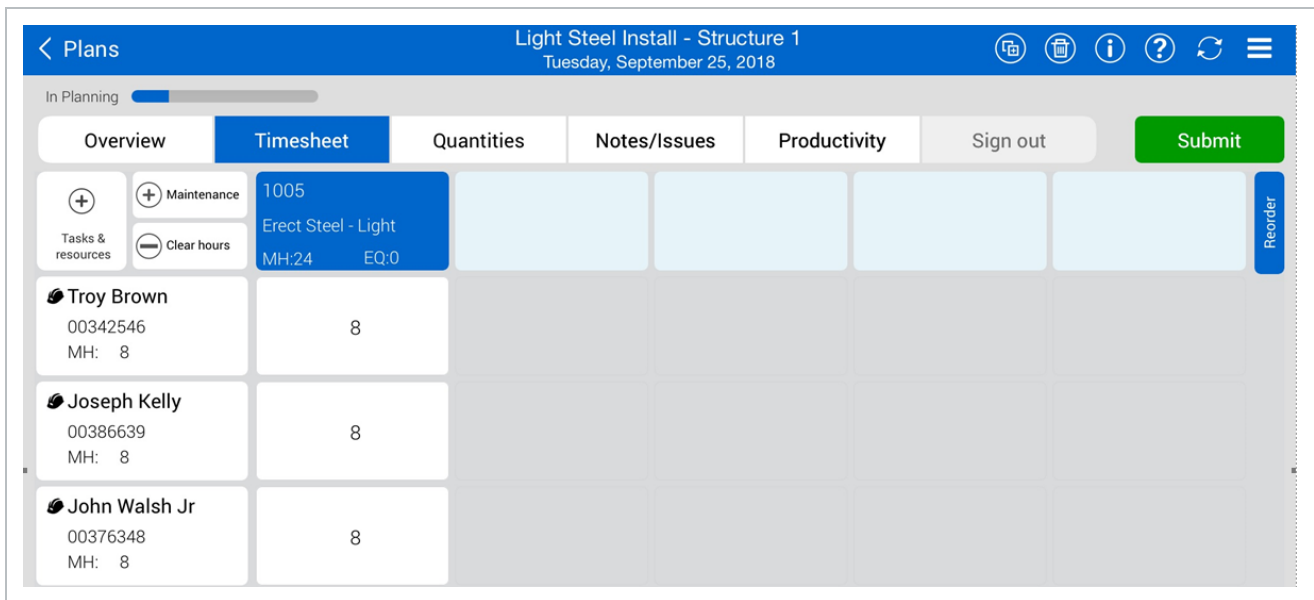 Plans
Light Steel Install - Structure 1
Tuesday, September 25, 2018
In Planning
Overview Timesheet Quantities Notes/Issues Productivity Sign out Submit
Tasks &
resources
Maintenance
Clear hours
1005
Erect Steel - Light
MH:24 EQ:0
Reorder
Troy Brown
00342546
MH: 8
8
Joseph Kelly
00386639
MH: 8
8
John Walsh Jr
00376348
MH: 8
8